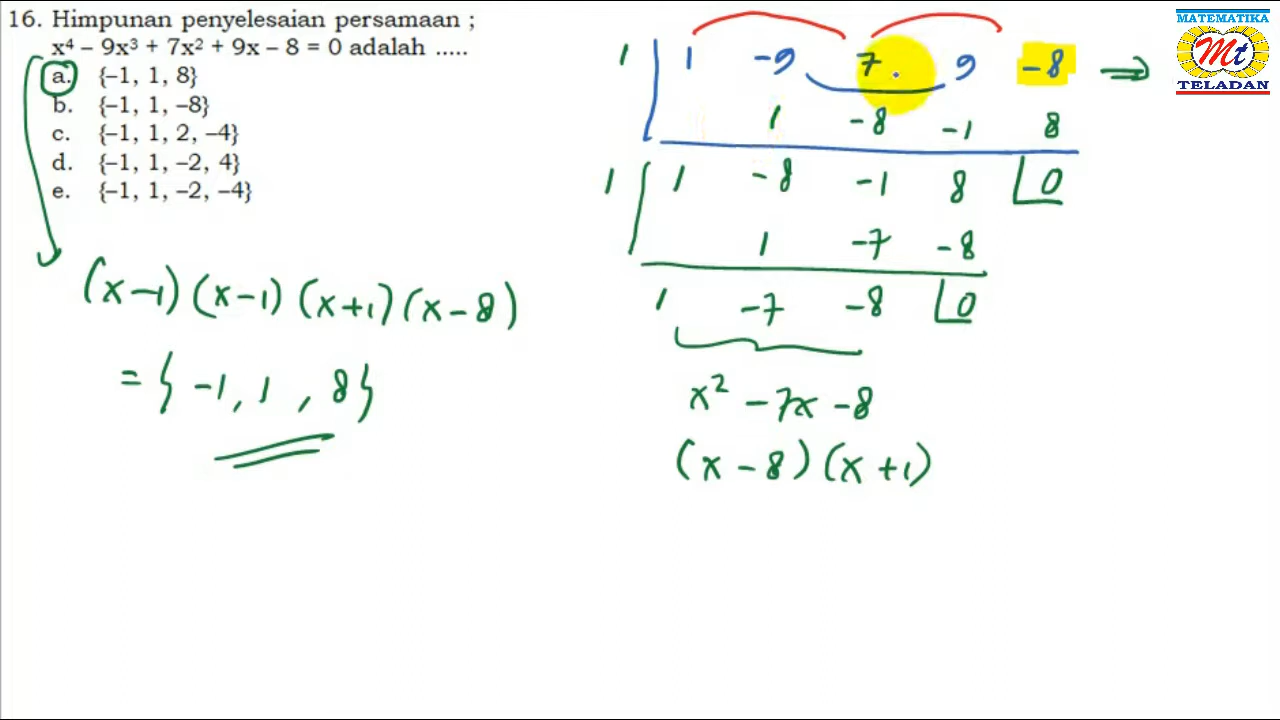 16. Himpunan penyelesaian persamaan ;
x⁴ – 9x³ + 7x² + 9x – 8 = 0 adalah .....
a. {–1, 1, 8}
b. {–1, 1, –8}
c. {–1, 1, 2, –4}
d. {–1, 1, –2, 4}
e. {–1, 1, –2, –4}
(x–1) (x–1) (x+1) (x–8)
= { –1, 1, 8}
1 | 1 –9 7 9 –8 ⇒
1 –8 –1 8
1 | 1 –8 –1 8 |0
1 –7 –8
1 –7 –8 |0
x² – 7x – 8
(x – 8) (x + 1)
MATEMATIKA
Mt
TELADAN